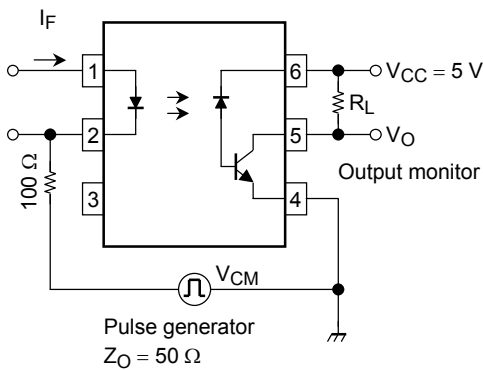 I_F
1
6
V_CC = 5 V
R_L
2
5
V_O
100 Ω
Output monitor
3
4
V_CM
Pulse generator
Z_O = 50 Ω